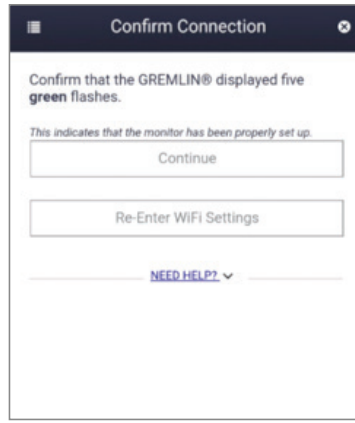 Confirm Connection
Confirm that the GREMLIN® displayed five
green flashes.
This indicates that the monitor has been properly set up.
Continue
Re-Enter WiFi Settings
NEED HELP?